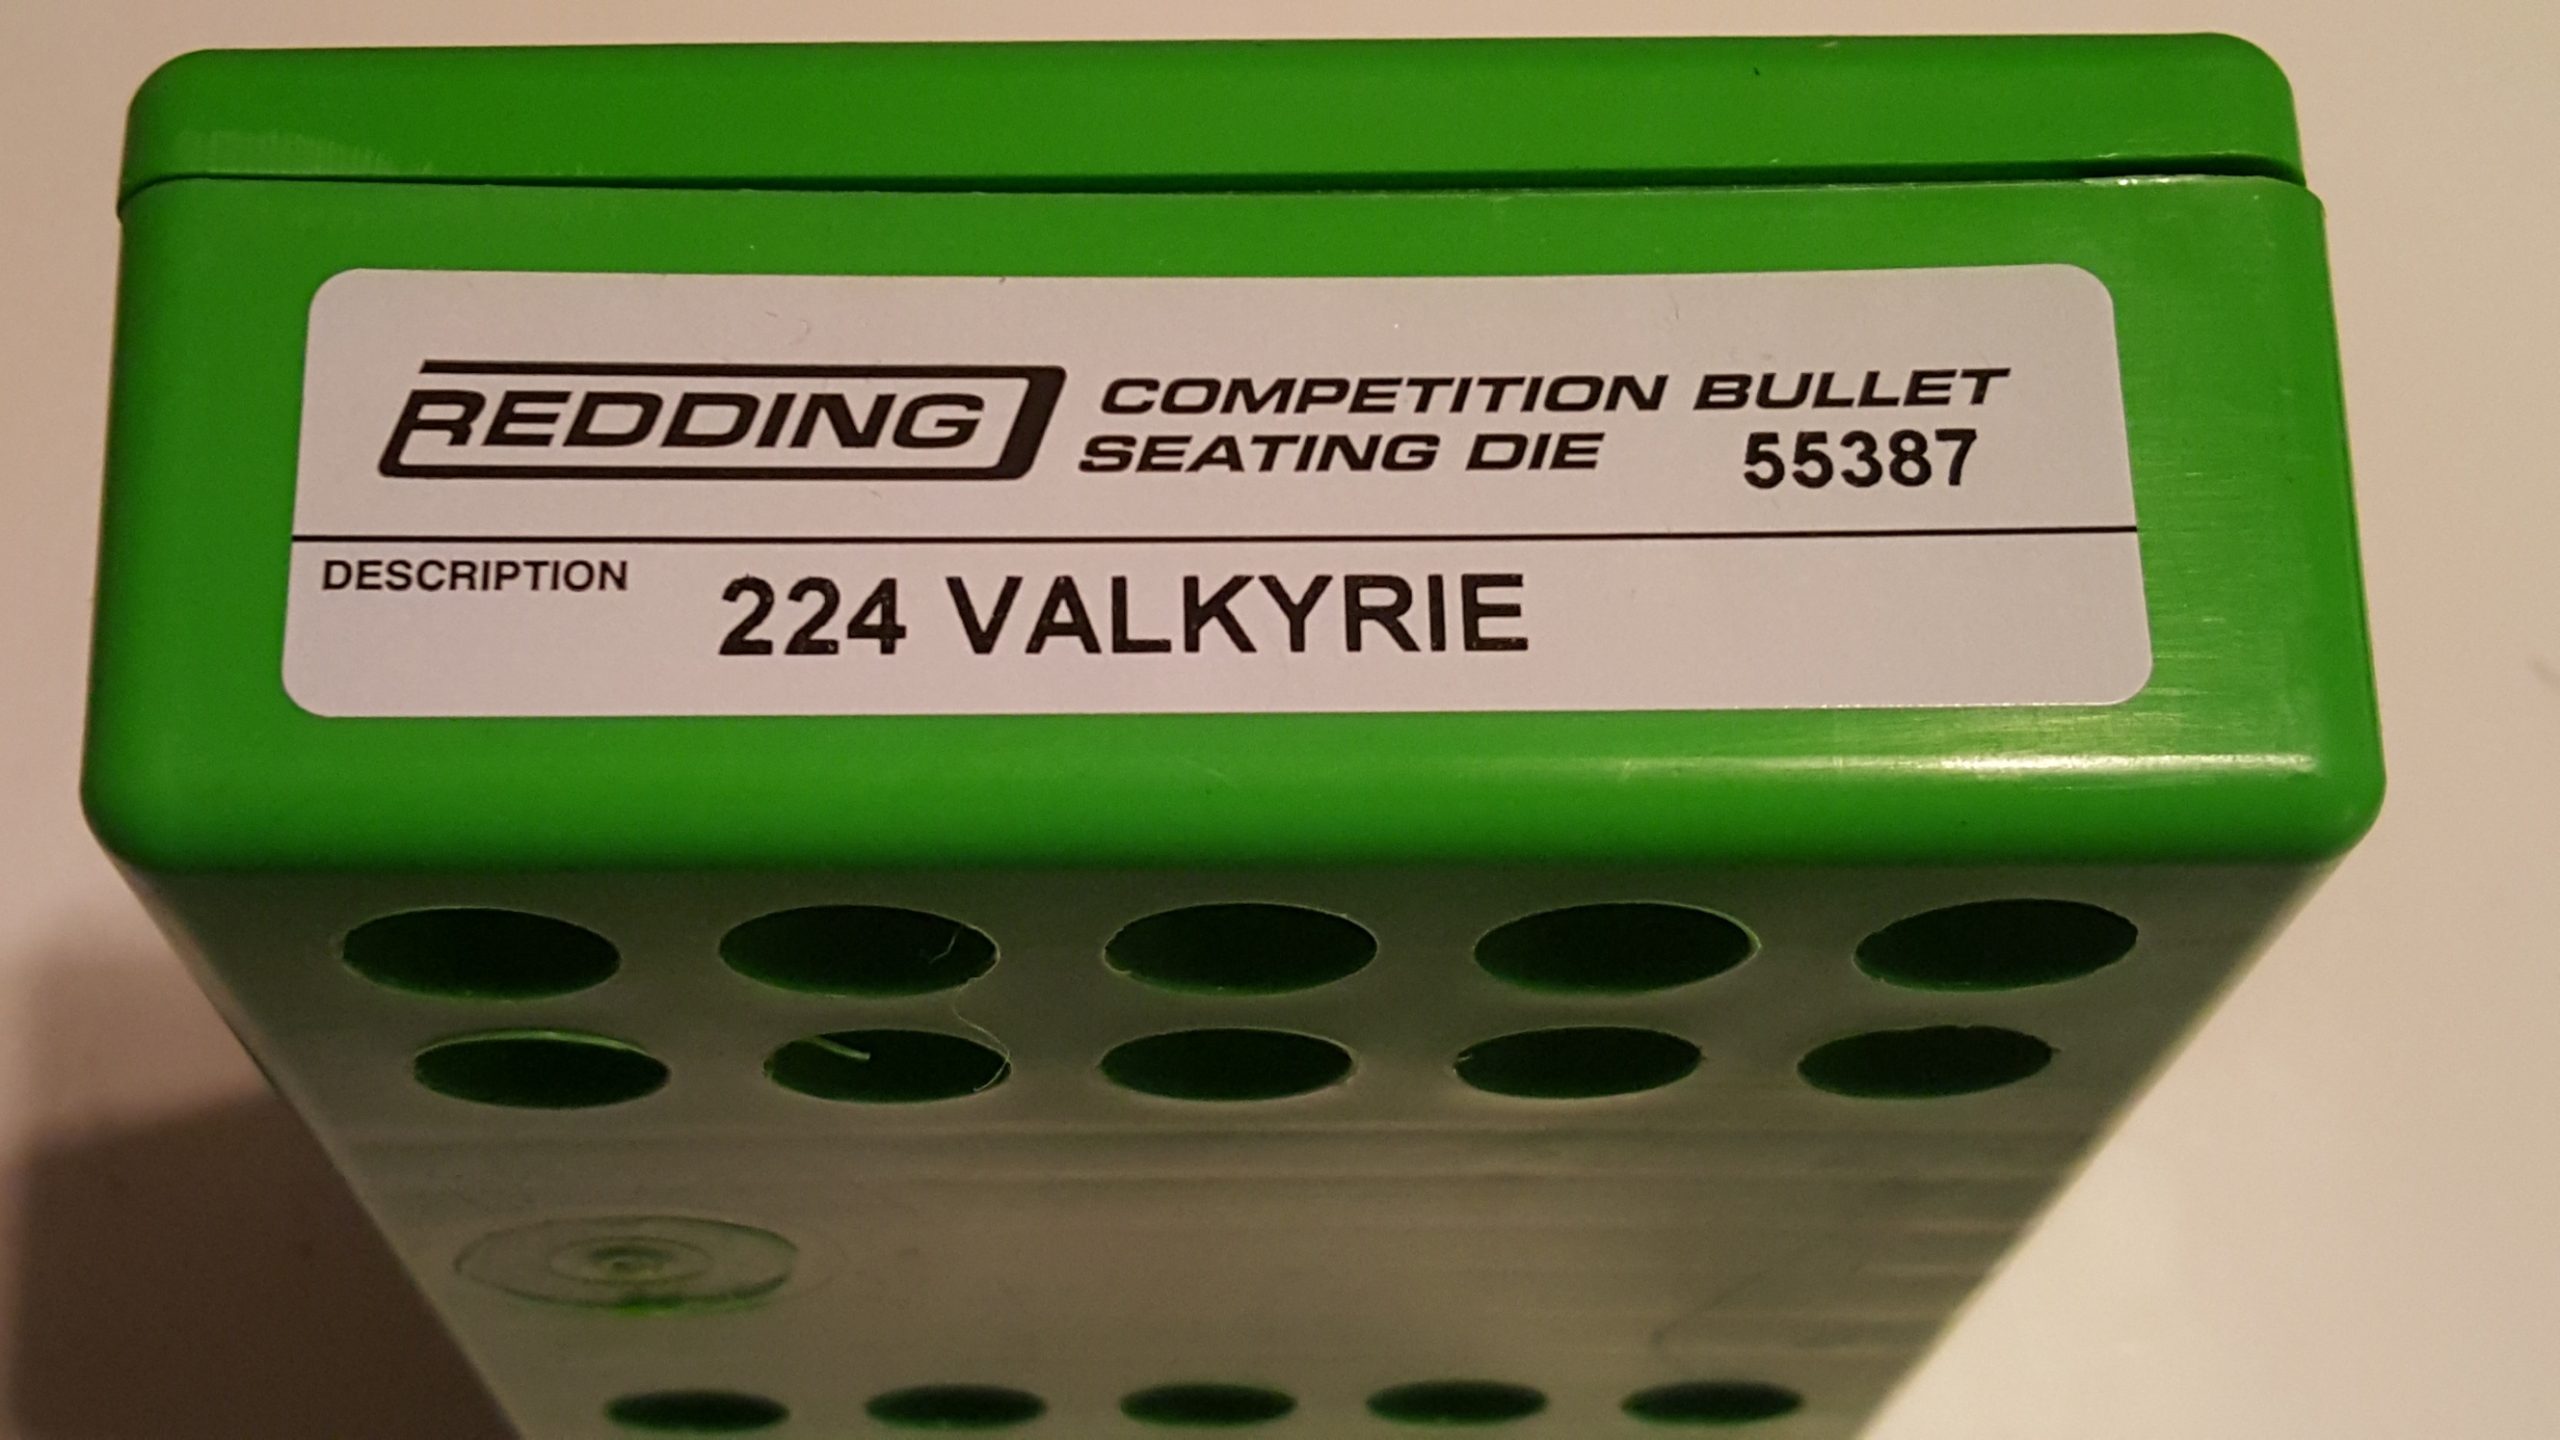 REDDING COMPETITION BULLET
SEATING DIE 55387
DESCRIPTION 224 VALKYRIE